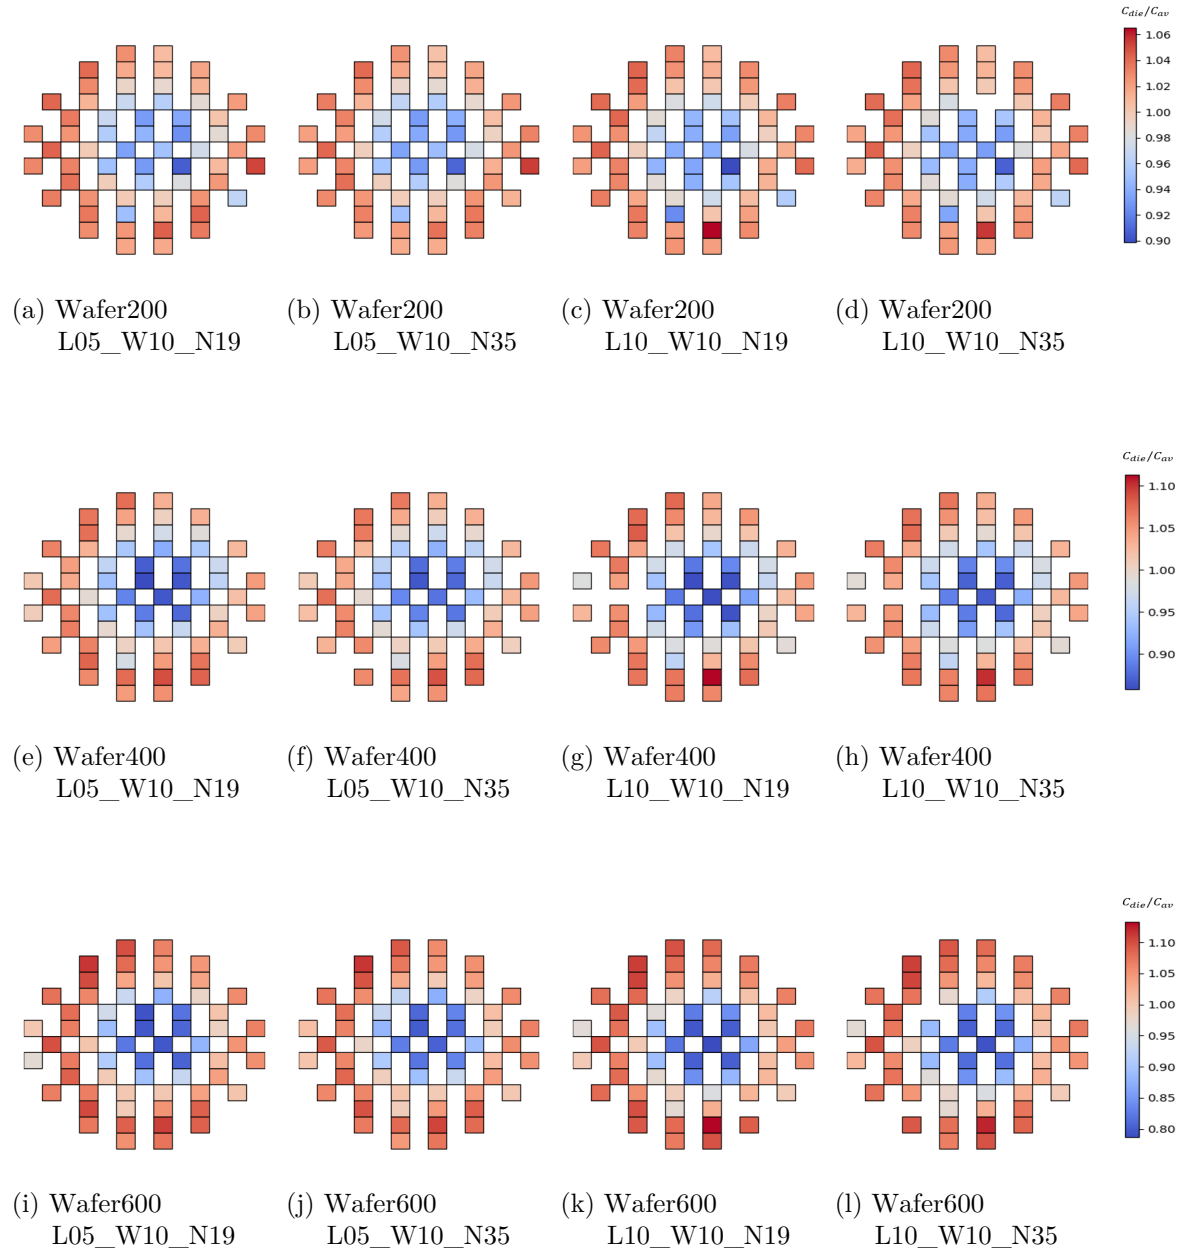 C_die/C_av
1.06
1.04
1.02
1.00
0.98
0.96
0.94
0.92
0.90
(a) Wafer200
L05_W10_N19
(b) Wafer200
L05_W10_N35
(c) Wafer200
L10_W10_N19
(d) Wafer200
L10_W10_N35
C_die/C_av
1.10
1.05
1.00
0.95
0.90
(e) Wafer400
L05_W10_N19
(f) Wafer400
L05_W10_N35
(g) Wafer400
L10_W10_N19
(h) Wafer400
L10_W10_N35
C_die/C_av
1.10
1.05
1.00
0.95
0.90
0.85
0.80
(i) Wafer600
L05_W10_N19
(j) Wafer600
L05_W10_N35
(k) Wafer600
L10_W10_N19
(l) Wafer600
L10_W10_N35